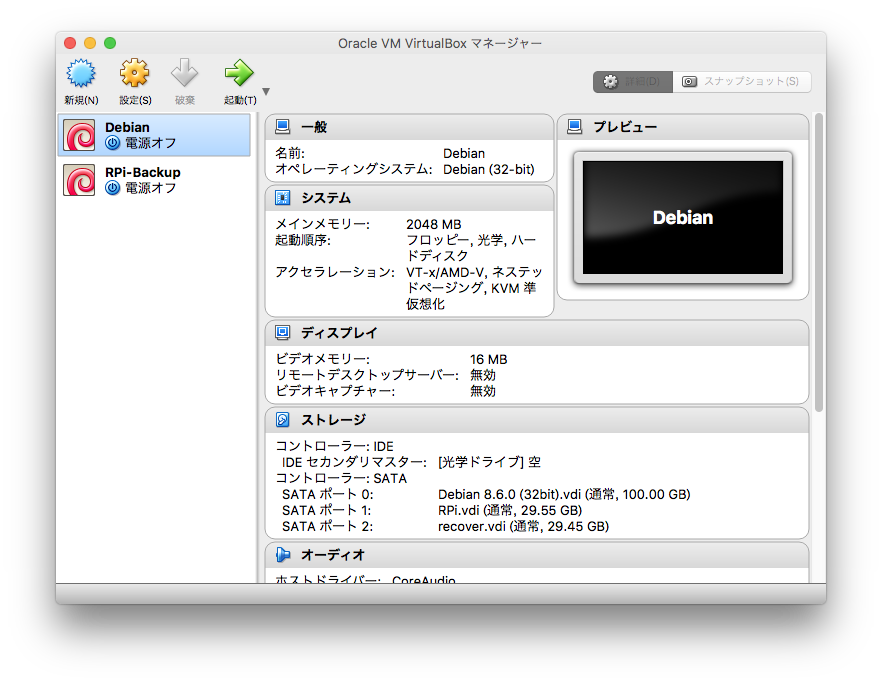 Oracle VM VirtualBox マネージャー
新規(N)
設定(S)
破棄
起動(T)
詳細(D)
スナップショット(S)
Debian
電源オフ
RPi-Backup
電源オフ
一般
名前: Debian
オペレーティングシステム: Debian (32-bit)
システム
メインメモリー: 2048 MB
起動順序: フロッピー, 光学, ハー
ドディスク
アクセラレーション: VT-x/AMD-V, ネステッ
ドページング, KVM 準
仮想化
プレビュー
Debian
ディスプレイ
ビデオメモリー: 16 MB
リモートデスクトップサーバー: 無効
ビデオキャプチャー: 無効
ストレージ
コントローラー: IDE
IDE セカンダリマスター: [光学ドライブ] 空
コントローラー: SATA
SATA ポート 0: Debian 8.6.0 (32bit).vdi (通常, 100.00 GB)
SATA ポート 1: RPi.vdi (通常, 29.55 GB)
SATA ポート 2: recover.vdi (通常, 29.45 GB)
オーディオ
ホストドライバー: CoreAudio